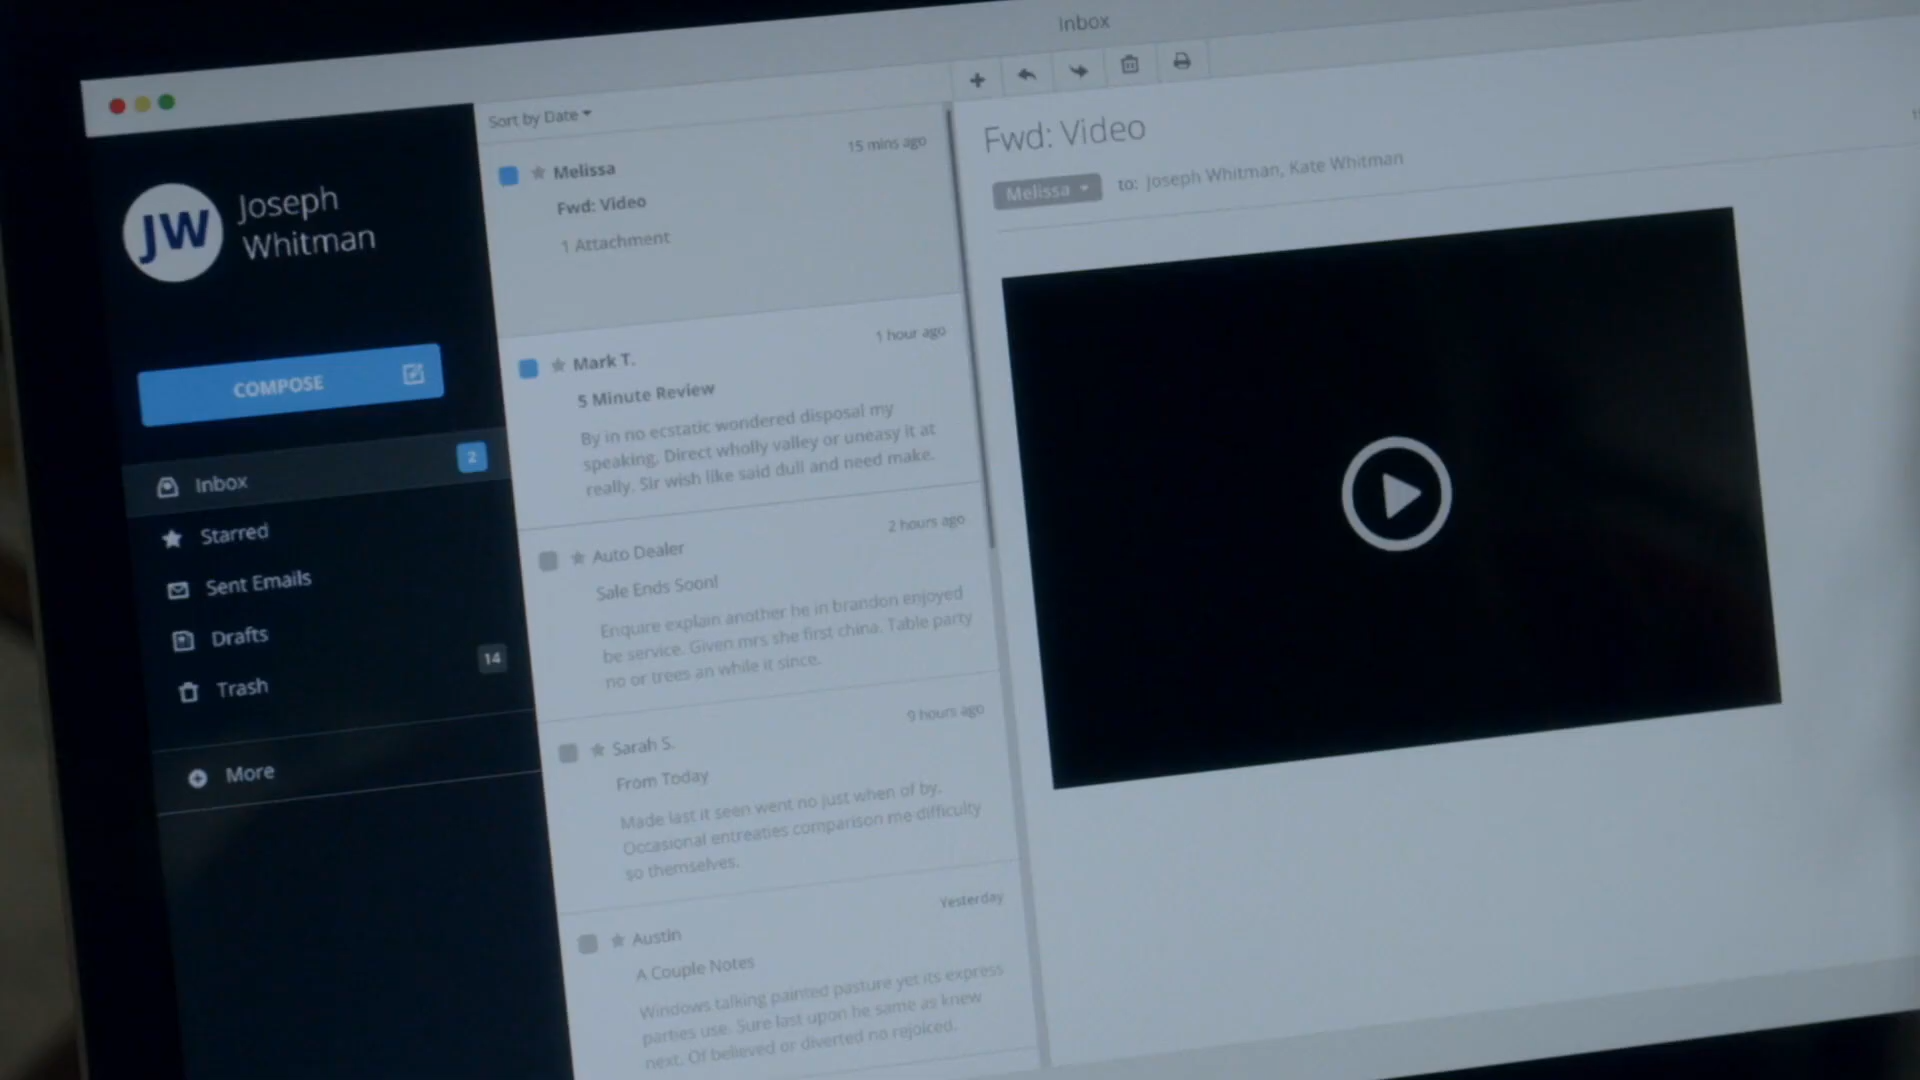 Inbox
Sort by Date
JW
Joseph
Whitman
COMPOSE
Inbox
2
Starred
Sent Emails
Drafts
14
Trash
More
15 mins ago
Melissa
Fwd: Video
1 Attachment
1 hour ago
Mark T.
5 Minute Review
By in no ecstatic wondered disposal my
speaking. Direct wholly valley or uneasy it at
really. Sir wish like said dull and need make.
2 hours ago
Auto Dealer
Sale Ends Soon!
Enquire explain another he in brandon enjoyed
be service. Given mrs she first china. Table party
no or trees an while it since.
9 hours ago
Sarah S.
From Today
Made last it seen went no just when of by.
Occasional entreaties comparison me difficulty
so themselves.
Yesterday
Austin
A Couple Notes
Windows talking painted pasture yet its express
parties use. Sure last upon he same as knew
next. Of believed or diverted no rejoiced.
Fwd: Video
Melissa
to: Joseph Whitman, Kate Whitman